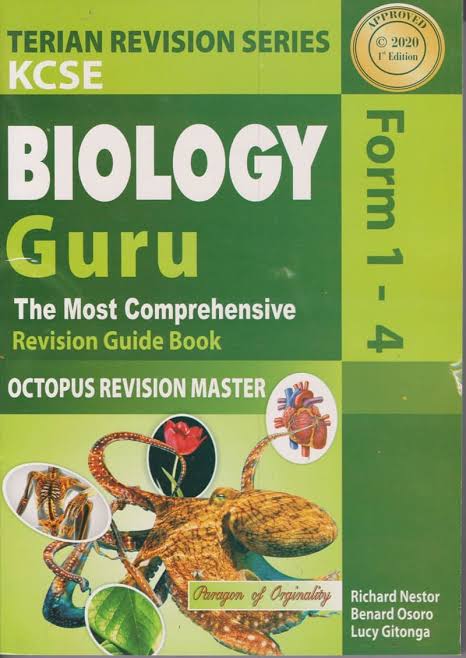 TERIAN REVISION SERIES
KCSE
APPROVED
© 2020
1st Edition
BIOLOGY
Guru
Form 1 - 4
The Most Comprehensive
Revision Guide Book
OCTOPUS REVISION MASTER
Paragon of Orginality
Richard Nestor
Benard Osoro
Lucy Gitonga